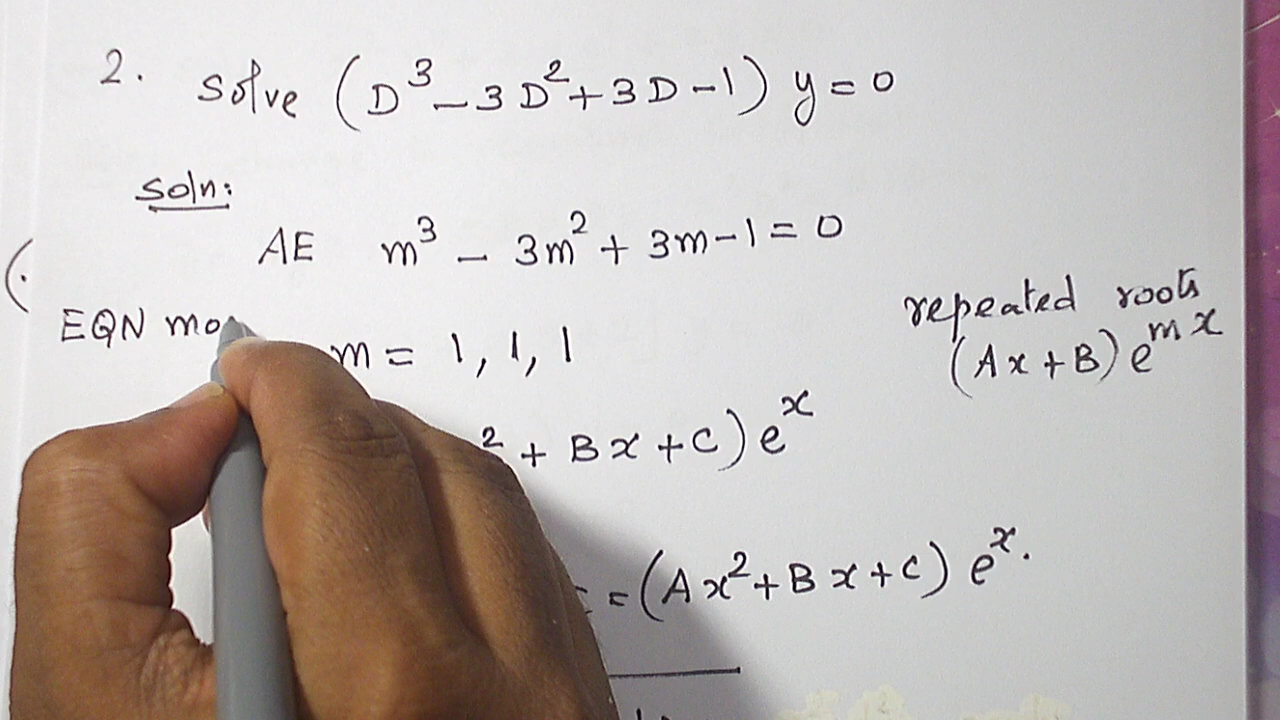 2. Solve (D³ - 3D² + 3D - 1) y = 0
Soln:
AE m³ - 3m² + 3m - 1 = 0
EQN mo
m = 1, 1, 1
repeated roots
(Ax + B) e^{mx}
² + Bx + C) e^x
= (Ax² + Bx + C) e^x.